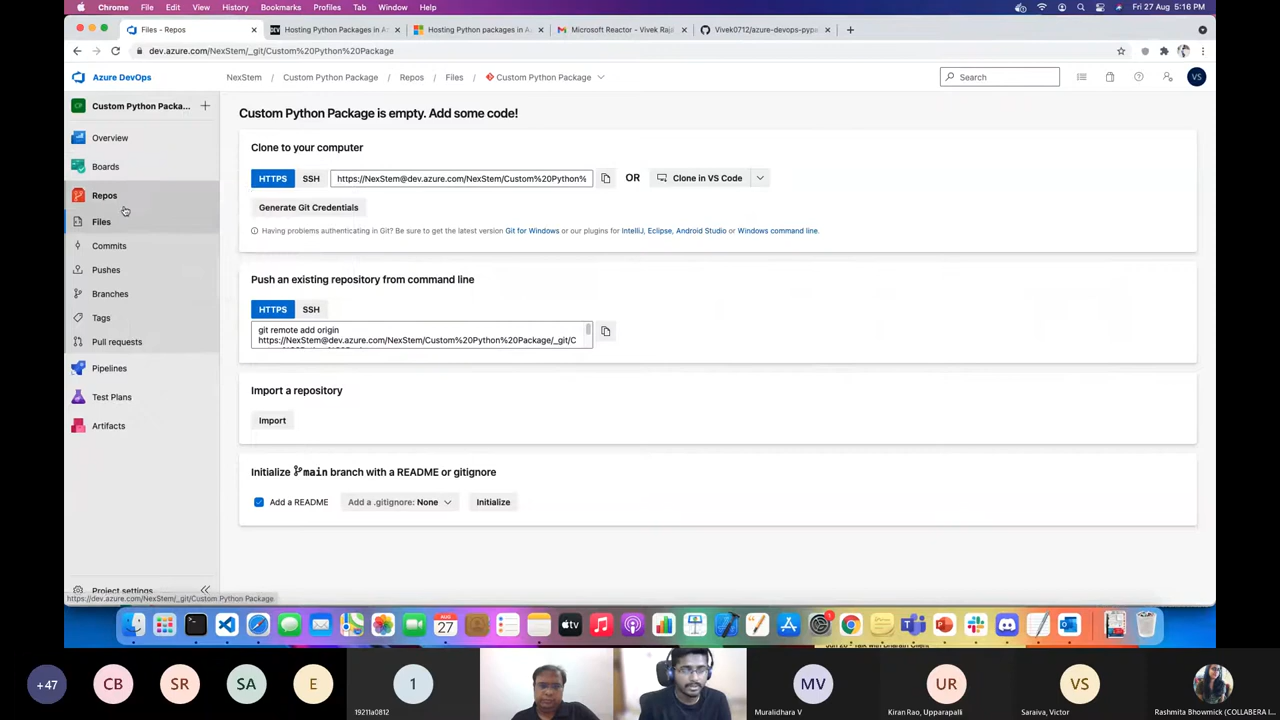 Chrome File Edit View History Bookmarks Profiles Tab Window Help Fri 27 Aug 5:16 PM
Files - Repos Hosting Python Packages in A Hosting Python packages in A Microsoft Reactor - Vivek Raja Vivek0712/azure-devops-pype
dev.azure.com/NexStem/_git/Custom%20Python%20Package
Azure DevOps NexStem / Custom Python Package / Repos / Files / Custom Python Package Search VS
CP Custom Python Packa...
Overview
Boards
Repos
Files
Commits
Pushes
Branches
Tags
Pull requests
Pipelines
Test Plans
Artifacts
Project settings
https://dev.azure.com/NexStem/_git/Custom Python Package
Custom Python Package is empty. Add some code!
Clone to your computer
HTTPS SSH https://NexStem@dev.azure.com/NexStem/Custom%20Python% OR Clone in VS Code
Generate Git Credentials
Having problems authenticating in Git? Be sure to get the latest version Git for Windows or our plugins for IntelliJ, Eclipse, Android Studio or Windows command line.
Push an existing repository from command line
HTTPS SSH
git remote add origin
https://NexStem@dev.azure.com/NexStem/Custom%20Python%20Package/_git/C
Import a repository
Import
Initialize main branch with a README or gitignore
Add a README Add a .gitignore: None Initialize
AUG
27
tv
1
+47 CB SR SA E 1 MV UR VS
19211a0812 Muralidhara V Kiran Rao, Upparapalli Saraiva, Victor Rashmita Bhowmick (COLLABERA I...